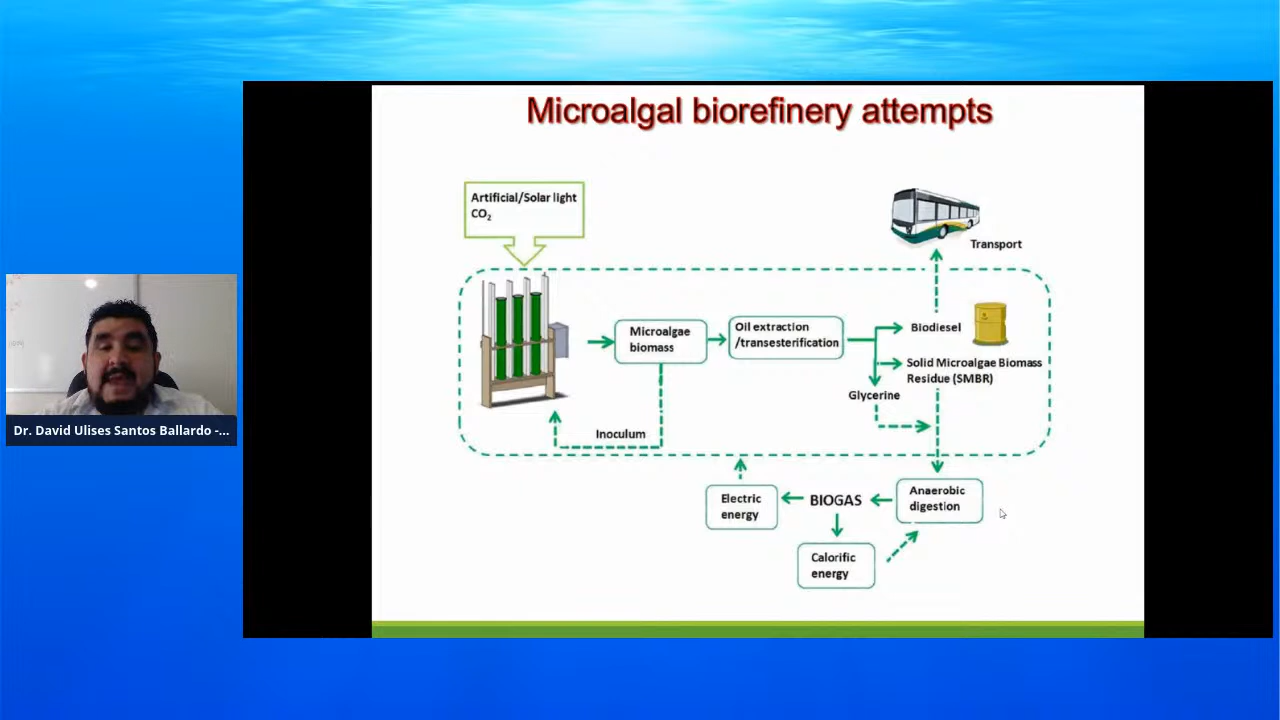 Microalgal biorefinery attempts
Artificial/Solar light
CO₂
Transport
Microalgae
biomass
Oil extraction
/transesterification
Biodiesel
Solid Microalgae Biomass
Residue (SMBR)
Glycerine
Inoculum
Electric
energy
BIOGAS
Anaerobic
digestion
Calorific
energy
Dr. David Ulises Santos Ballardo -...